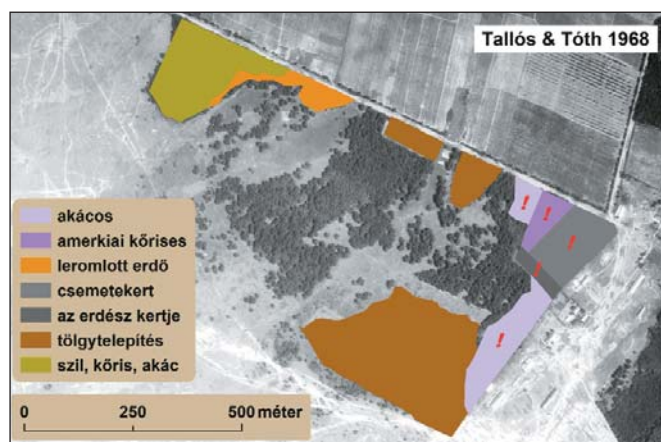 Tallós & Tóth 1968
!
!
!
!
!
akácos
amerkiai kőrises
leromlott erdő
csemetekert
az erdész kertje
tölgytelepítés
szil, kőris, akác
0 250 500 méter